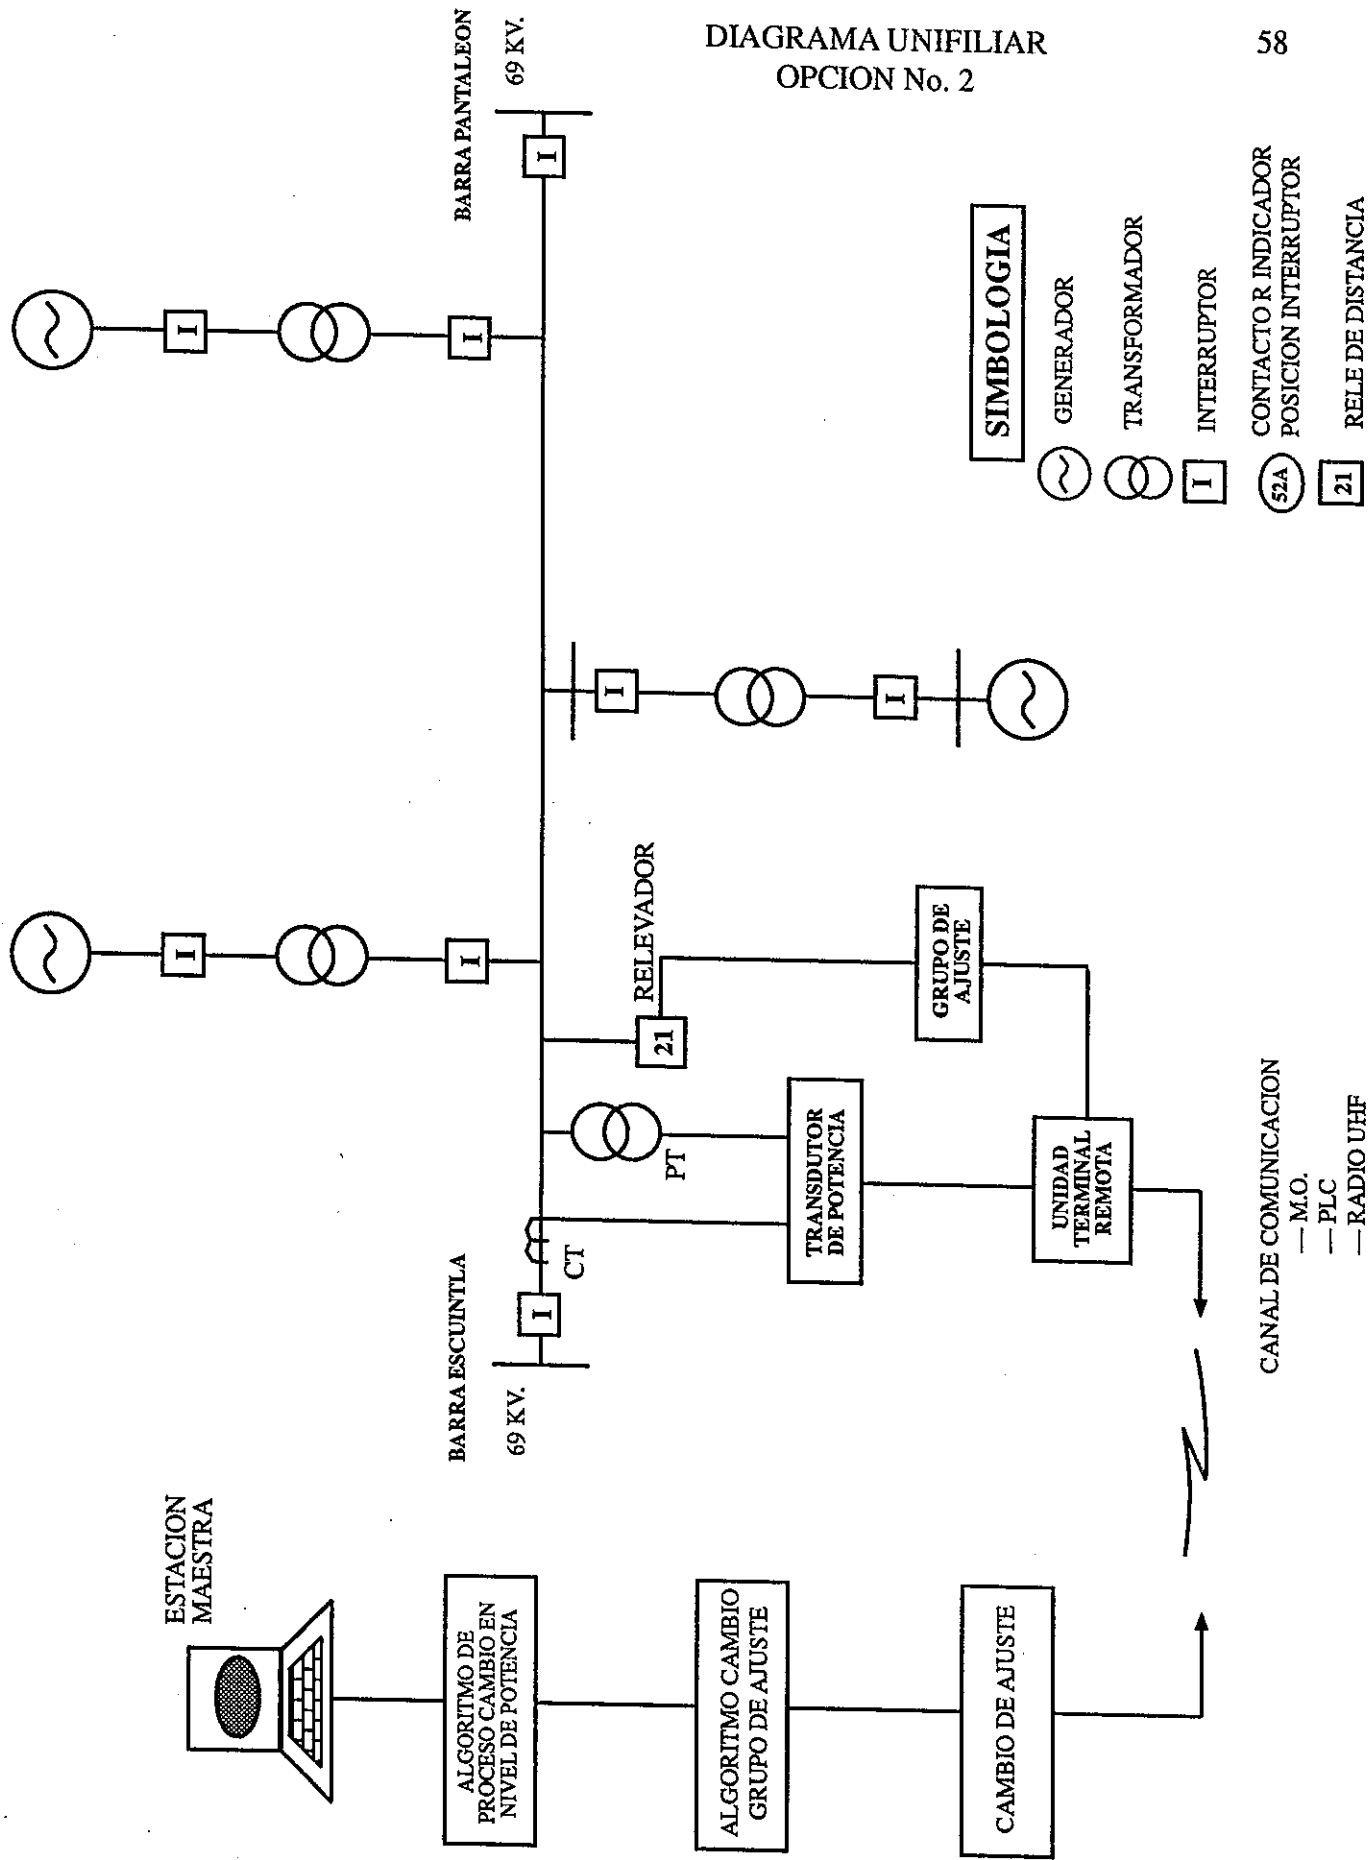 DIAGRAMA UNIFILIAR
OPCION No. 2
58
ESTACION
MAESTRA
ALGORITMO DE
PROCESO CAMBIO EN
NIVEL DE POTENCIA
ALGORITMO CAMBIO
GRUPO DE AJUSTE
CAMBIO DE AJUSTE
BARRA ESCUINTLA
69 KV.
I
CT
PT
TRANSDUTOR
DE POTENCIA
UNIDAD
TERMINAL
REMOTA
21
RELEVADOR
GRUPO DE
AJUSTE
CANAL DE COMUNICACION
— M.O.
— PLC
— RADIO UHF
I
I
I
I
I
I
BARRA PANTALEON
69 KV.
I
SIMBOLOGIA
GENERADOR
TRANSFORMADOR
I
INTERRUPTOR
52A
CONTACTOR INDICADOR
POSICION INTERRUPTOR
21
RELE DE DISTANCIA